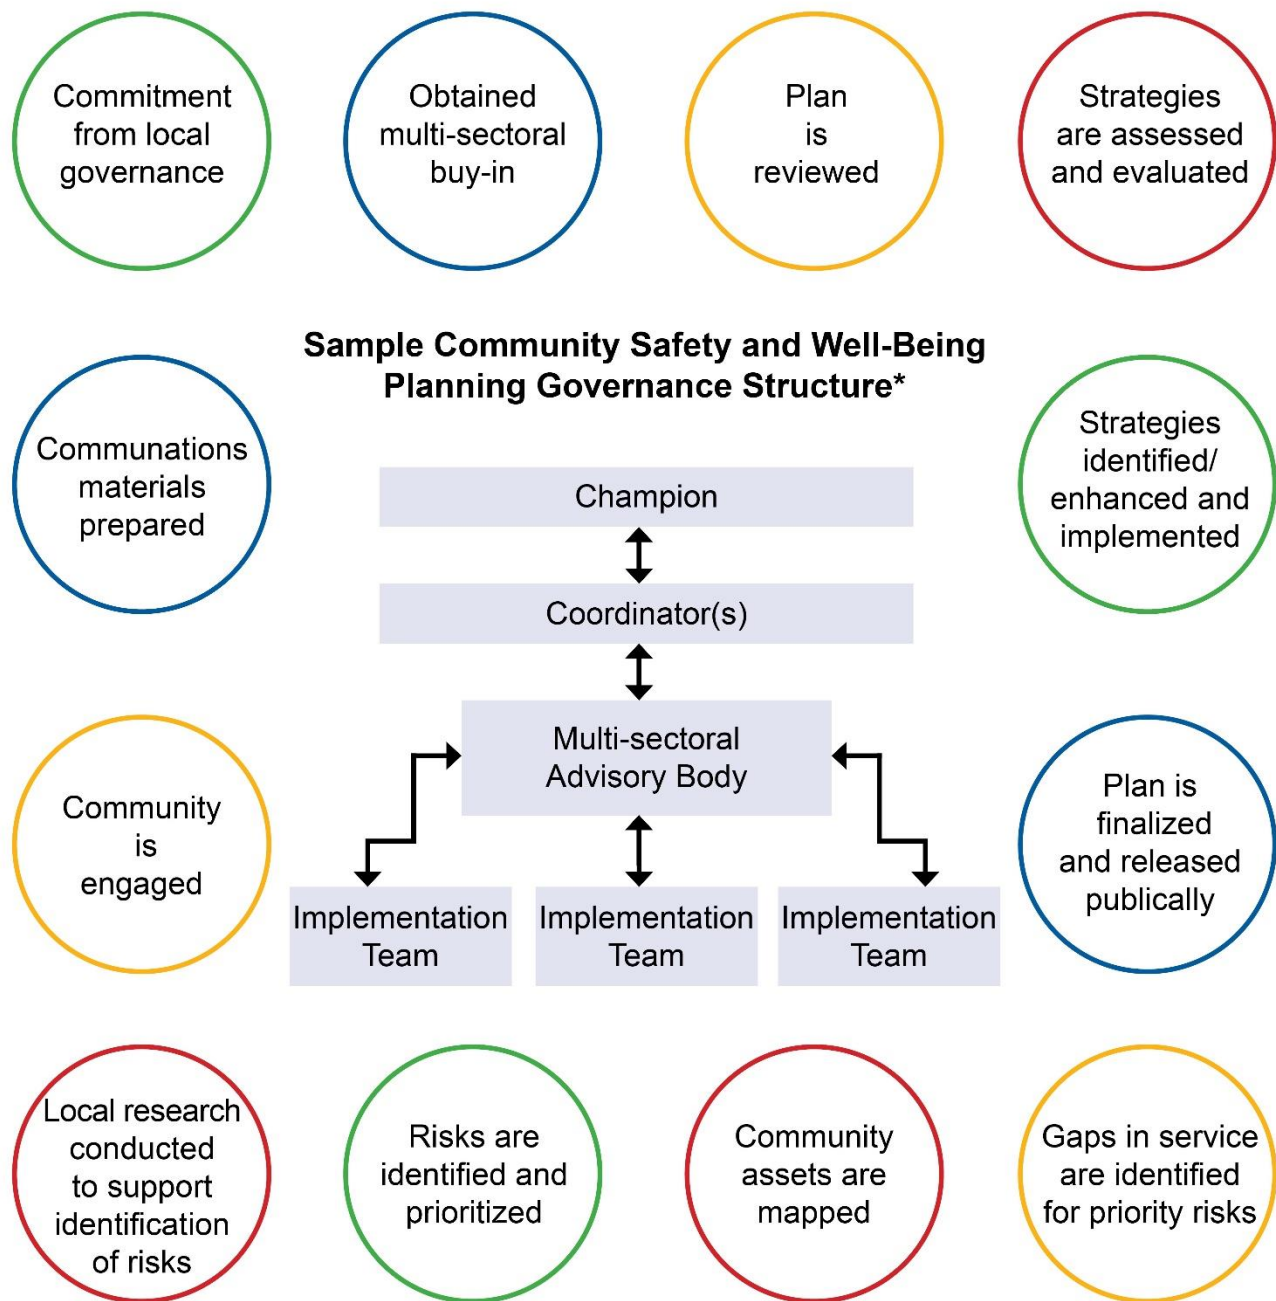 Commitment
from local
governance
Obtained
multi-sectoral
buy-in
Plan
is
reviewed
Strategies
are assessed
and evaluated
Sample Community Safety and Well-Being
Planning Governance Structure*
Communations
materials
prepared
Champion
Strategies
identified/
enhanced and
implemented
Coordinator(s)
Multi-sectoral
Advisory Body
Community
is
engaged
Plan is
finalized
and released
publically
Implementation
Team
Implementation
Team
Implementation
Team
Local research
conducted
to support
identification
of risks
Risks are
identified and
prioritized
Community
assets are
mapped
Gaps in service
are identified
for priority risks